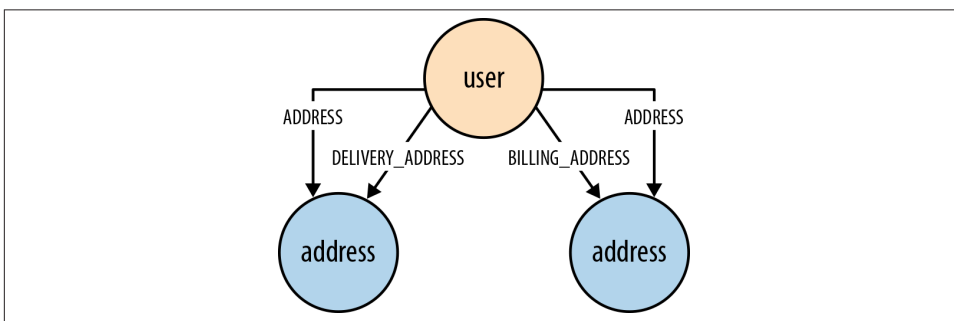 user
ADDRESS
ADDRESS
DELIVERY_ADDRESS
BILLING_ADDRESS
address
address